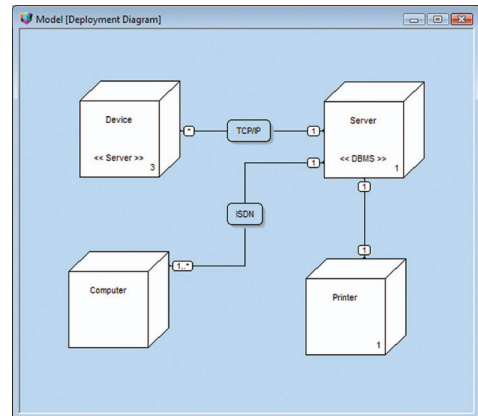 Model [Deployment Diagram]
Device
<< Server >>
3
*
TCP/IP
1
Server
<< DBMS >>
1
1
ISDN
1
1..*
Computer
1
Printer
1